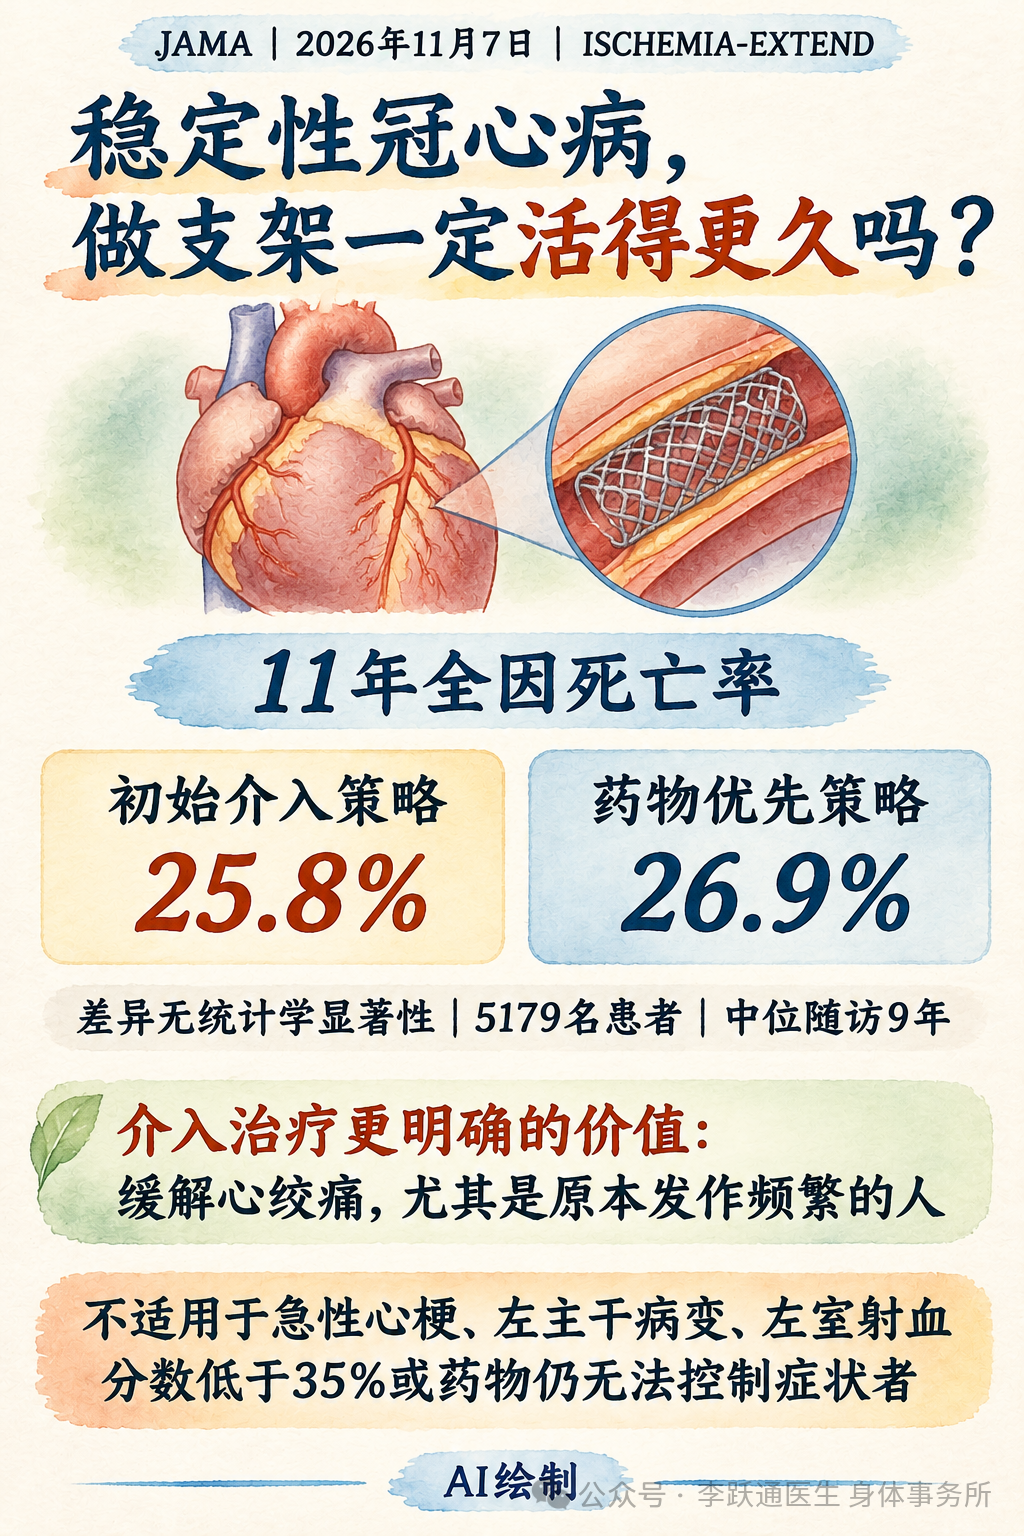 JAMA | 2026年11月7日 | ISCHEMIA-EXTEND
稳定性冠心病，
做支架一定活得更久吗？
11年全因死亡率
初始介入策略
25.8%
药物优先策略
26.9%
差异无统计学显著性 | 5179名患者 | 中位随访9年
介入治疗更明确的价值：
缓解心绞痛，尤其是原本发作频繁的人
不适用于急性心梗、左主干病变、左室射血
分数低于35%或药物仍无法控制症状者
AI绘制
公众号 · 李跃通医生 身体事务所